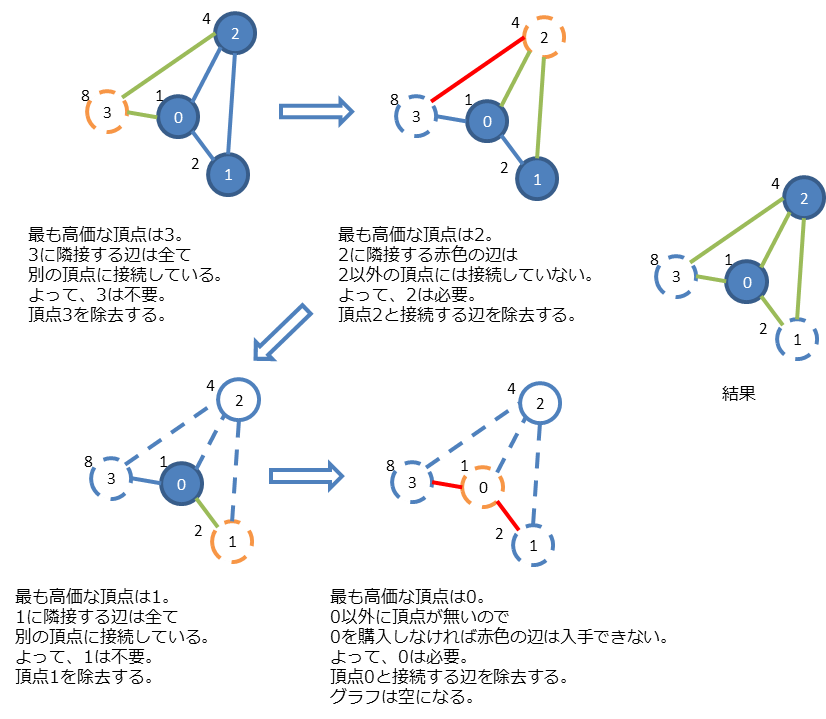 4
2
8
3
1
0
2
1
最も高価な頂点は3。
3に隣接する辺は全て
別の頂点に接続している。
よって、3は不要。
頂点3を除去する。
4
2
8
3
1
0
2
1
最も高価な頂点は2。
2に隣接する赤色の辺は
2以外の頂点には接続していない。
よって、2は必要。
頂点2と接続する辺を除去する。
4
2
8
3
1
0
2
1
最も高価な頂点は1。
1に隣接する辺は全て
別の頂点に接続している。
よって、1は不要。
頂点1を除去する。
4
2
8
3
1
0
2
1
最も高価な頂点は0。
0以外に頂点が無いので
0を購入しなければ赤色の辺は入手できない。
よって、0は必要。
頂点0と接続する辺を除去する。
グラフは空になる。
4
2
8
3
1
0
2
1
結果